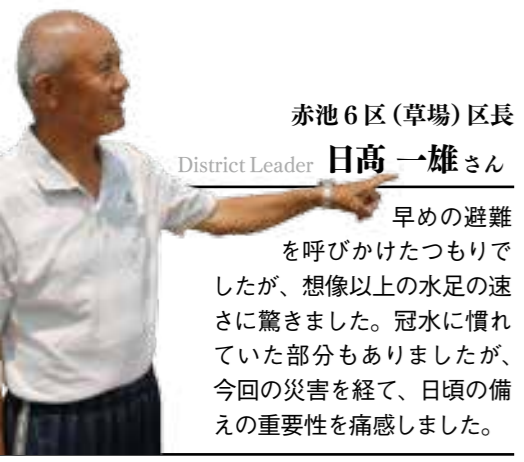 赤池6区(草場)区長
District Leader 日髙 一雄さん
早めの避難
を呼びかけたつもりで
したが、想像以上の水足の速
さに驚きました。冠水に慣れ
ていた部分もありましたが、
今回の災害を経て、日頃の備
えの重要性を痛感しました。